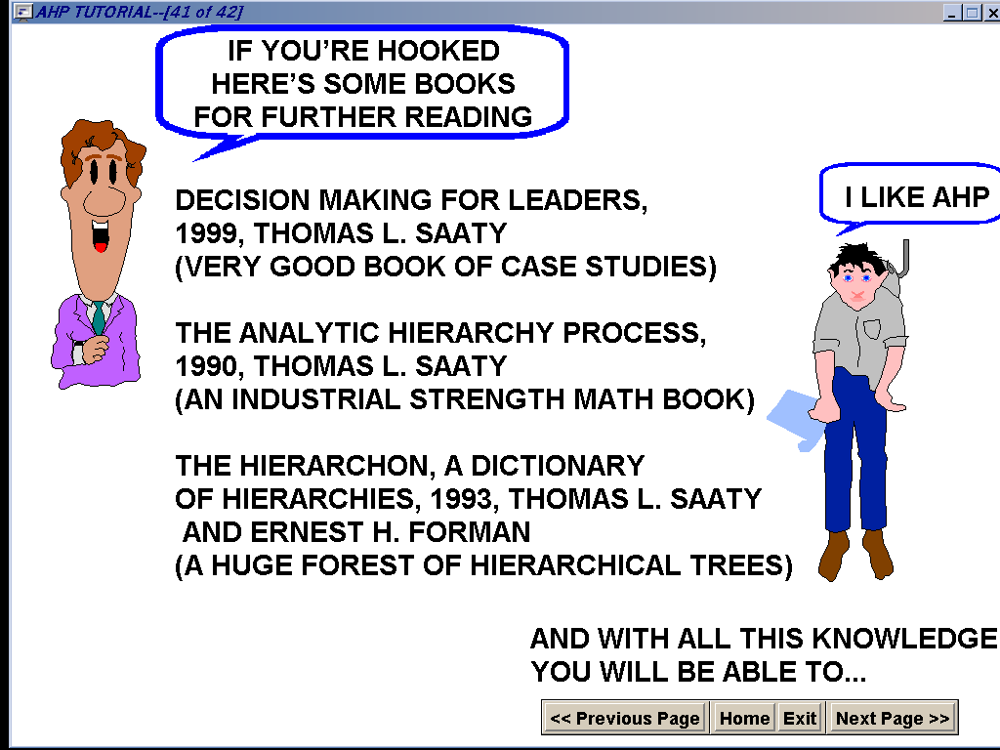 AHP TUTORIAL--[41 of 42]
IF YOU’RE HOOKED
HERE’S SOME BOOKS
FOR FURTHER READING
I LIKE AHP
DECISION MAKING FOR LEADERS,
1999, THOMAS L. SAATY
(VERY GOOD BOOK OF CASE STUDIES)
THE ANALYTIC HIERARCHY PROCESS,
1990, THOMAS L. SAATY
(AN INDUSTRIAL STRENGTH MATH BOOK)
THE HIERARCHON, A DICTIONARY
OF HIERARCHIES, 1993, THOMAS L. SAATY
AND ERNEST H. FORMAN
(A HUGE FOREST OF HIERARCHICAL TREES)
AND WITH ALL THIS KNOWLEDGE
YOU WILL BE ABLE TO...
<< Previous Page Home Exit Next Page >>